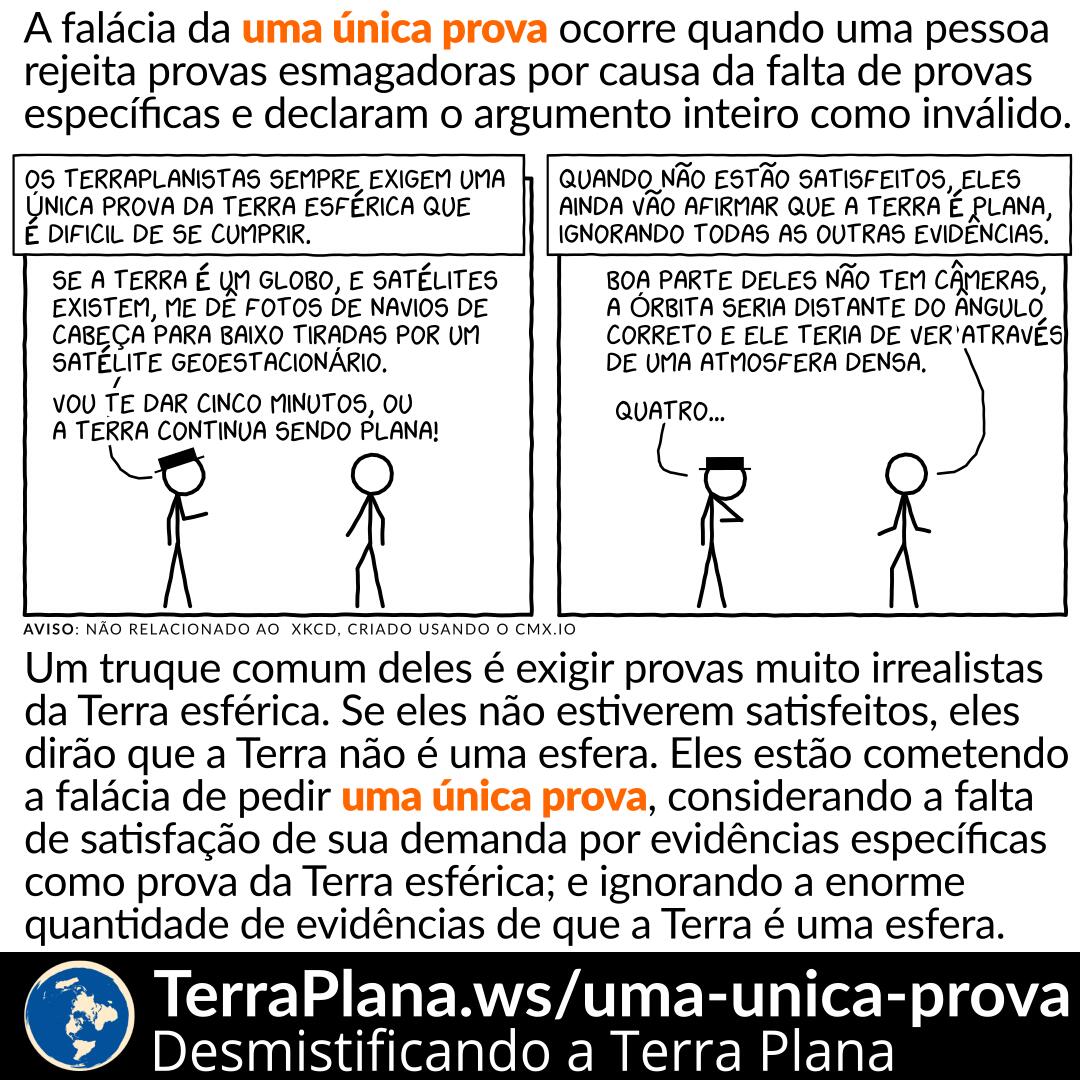 A falácia da uma única prova ocorre quando uma pessoa
rejeita provas esmagadoras por causa da falta de provas
específicas e declaram o argumento inteiro como inválido.
OS TERRAPLANISTAS SEMPRE EXIGEM UMA
ÚNICA PROVA DA TERRA ESFÉRICA QUE
É DIFICIL DE SE CUMPRIR.
SE A TERRA É UM GLOBO, E SATÉLITES
EXISTEM, ME DÊ FOTOS DE NAVIOS DE
CABEÇA PARA BAIXO TIRADAS POR UM
SATÉLITE GEOESTACIONÁRIO.
VOU TE DAR CINCO MINUTOS, OU
A TERRA CONTINUA SENDO PLANA!
QUANDO NÃO ESTÃO SATISFEITOS, ELES
AINDA VÃO AFIRMAR QUE A TERRA É PLANA,
IGNORANDO TODAS AS OUTRAS EVIDÊNCIAS.
BOA PARTE DELES NÃO TEM CÂMERAS,
A ÓRBITA SERIA DISTANTE DO ÂNGULO
CORRETO E ELE TERIA DE VER ATRAVÉS
DE UMA ATMOSFERA DENSA.
QUATRO...
AVISO: NÃO RELACIONADO AO XKCD, CRIADO USANDO O CMX.IO
Um truque comum deles é exigir provas muito irrealistas
da Terra esférica. Se eles não estiverem satisfeitos, eles
dirão que a Terra não é uma esfera. Eles estão cometendo
a falácia de pedir uma única prova, considerando a falta
de satisfação de sua demanda por evidências específicas
como prova da Terra esférica; e ignorando a enorme
quantidade de evidências de que a Terra é uma esfera.
TerraPlana.ws/uma-unica-prova
Desmistificando a Terra Plana